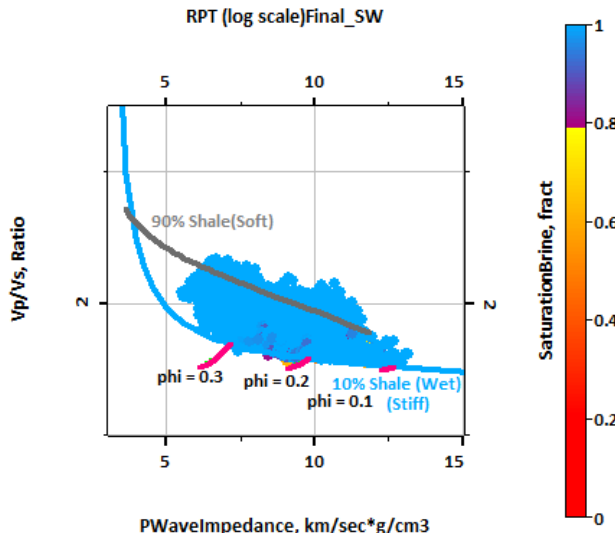 RPT (log scale)Final_SW
5
10
15
Vp/Vs, Ratio
2
2
90% Shale(Soft)
phi = 0.3
phi = 0.2
phi = 0.1
10% Shale (Wet)
(Stiff)
5
10
15
PWaveImpedance, km/sec*g/cm3
SaturationBrine, fract
1
0.8
0.6
0.4
0.2
0